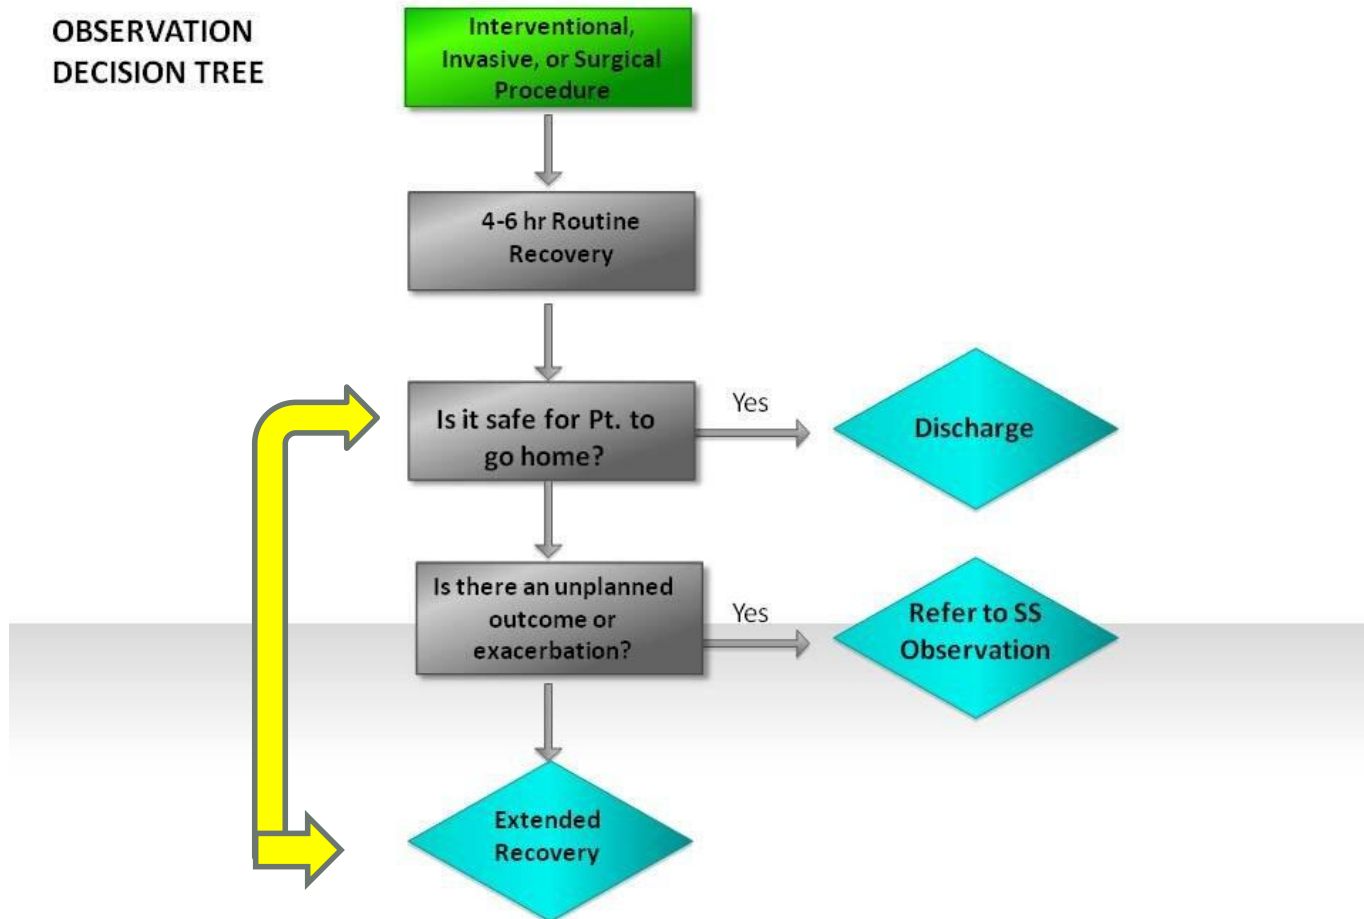 OBSERVATION
DECISION TREE
Interventional,
Invasive, or Surgical
Procedure
4-6 hr Routine
Recovery
Is it safe for Pt. to
go home?
Yes
Discharge
Is there an unplanned
outcome or
exacerbation?
Yes
Refer to SS
Observation
Extended
Recovery